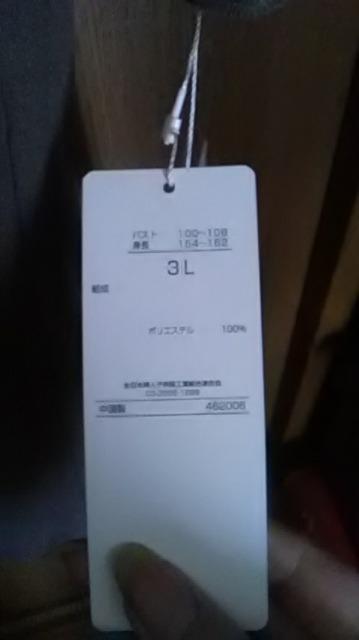 バスト 100~108
身長 154~162
3L
組成
ポリエステル 100%
中国製 462006